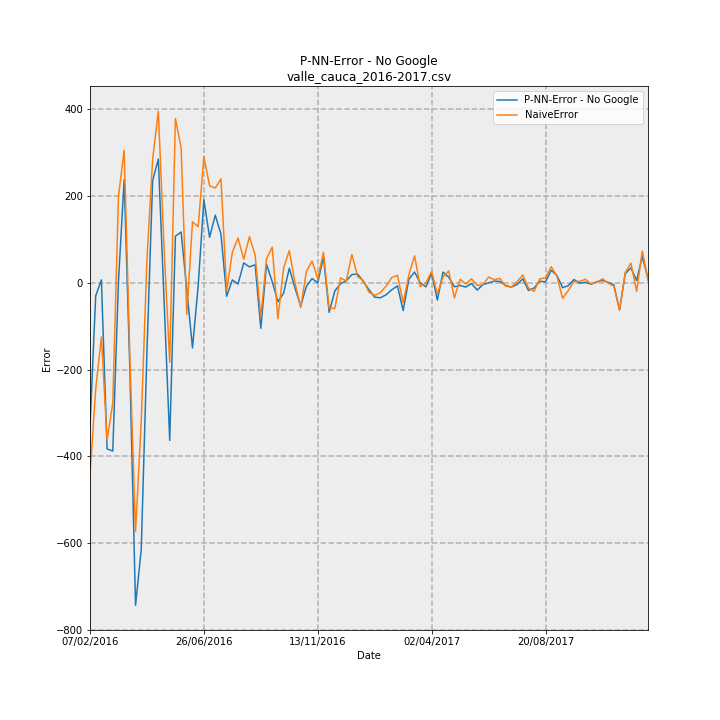 P-NN-Error - No Google
valle_cauca_2016-2017.csv
P-NN-Error - No Google
NaiveError
400
200
0
−200
−400
−600
−800
Error
07/02/2016
26/06/2016
13/11/2016
02/04/2017
20/08/2017
Date